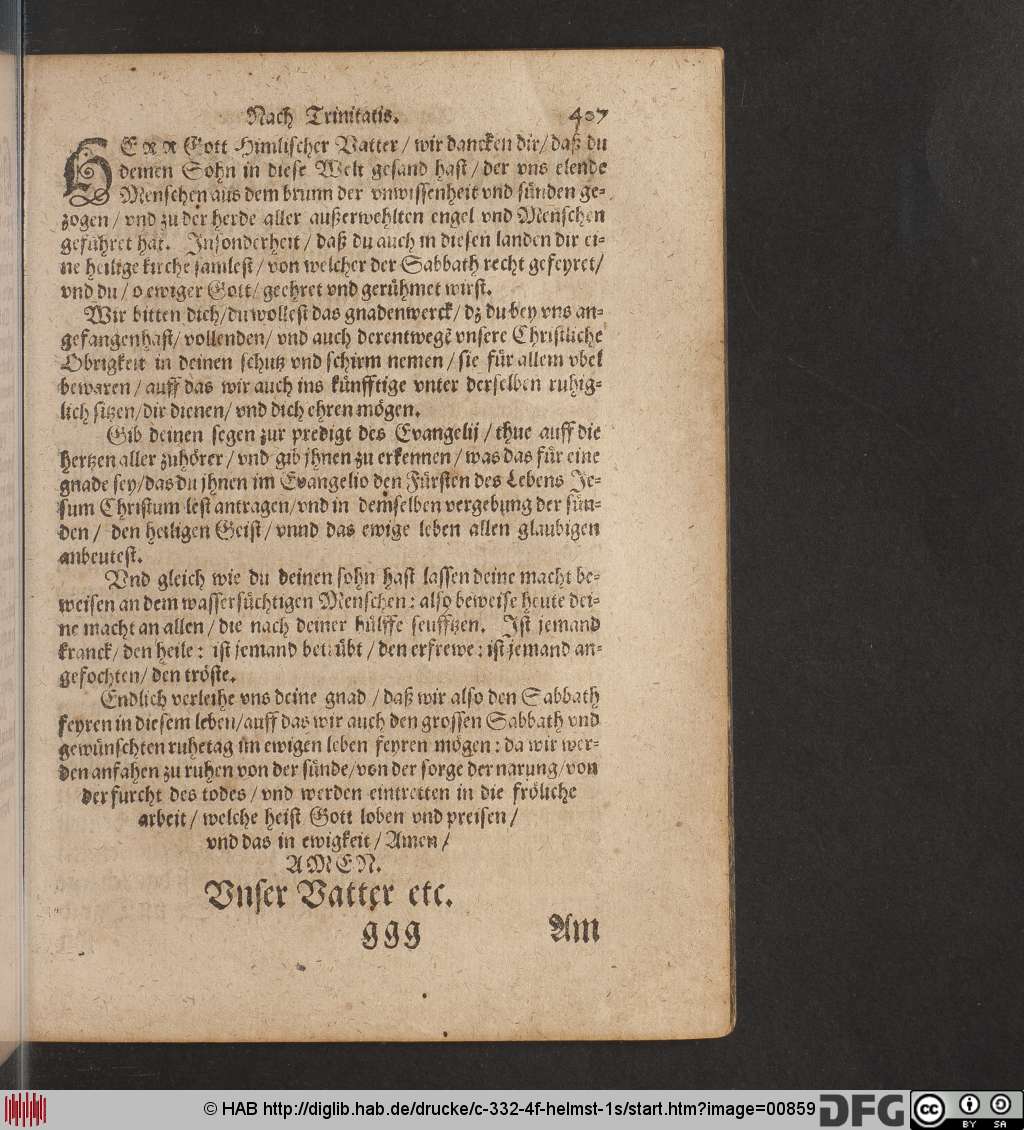 Nach Trinitatis. 407
HERR Gott Himlischer Vatter / wir dancken dir / daß du
deinen Sohn in diese Welt gesand hast / der vns elende
Menschen aus dem brunn der vnwissenheit vnd sünden ge-
zogen / vnd zu der herde aller außerwehlten engel vnd Menschen
geführet hat. Insonderheit / daß du auch in diesen landen dir ei-
ne heilige kirche samlest / von welcher der Sabbath recht gefeyret /
vnd du / o ewiger Gott / geehret vnd gerühmet wirst.
Wir bitten dich / du wollest das gnadenwerck / dz du bey vns an-
gefangen hast / vollenden / vnd auch derentwegẽ vnsere Christliche
Obrigkeit in deinen schutz vnd schirm nemen / sie für allem vbel
bewaren / auff das wir auch ins künfftige vnter derselben ruhig-
lich sitzen / dir dienen / vnd dich ehren mögen.
Gib deinen segen zur predigt des Evangelij / thue auff die
hertzen aller zuhörer / vnd gib jhnen zu erkennen / was das für eine
gnade sey / das du jhnen im Evangelio den Fürsten des Lebens Je-
sum Christum lest antragen / vnd in demselben vergebung der sün-
den / den heiligen Geist / vnnd das ewige leben allen glaubigen
anbeutest.
Vnd gleich wie du deinen sohn hast lassen deine macht be-
weisen an dem wassersüchtigen Menschen : also beweise heute dei-
ne macht an allen / die nach deiner hülffe seufftzen. Ist jemand
kranck / den heile : ist jemand betrübt / den erfrewe : ist jemand an-
gefochten / den tröste.
Endlich verleihe vns deine gnad / daß wir also den Sabbath
feyren in diesem leben / auff das wir auch den grossen Sabbath vnd
gewünschten ruhetag im ewigen leben feyren mögen : da wir wer-
den anfahen zu ruhen von der sünde / von der sorge der narung / von
der furcht des todes / vnd werden eintretten in die fröliche
arbeit / welche heist Gott loben vnd preisen /
vnd das in ewigkeit / Amen /
AMEN.
Vnser Vatter etc.
ggg Am
© HAB http://diglib.hab.de/drucke/c-332-4f-helmst-1s/start.htm?image=00859 DFG cc BY SA